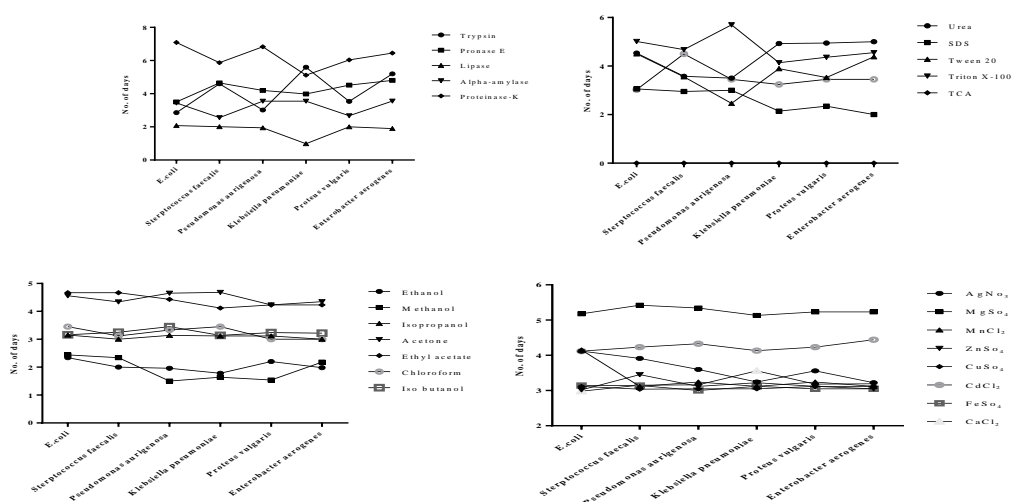 8
6
4
2
0
No. of days
E.coli
Sterptococcus faecalis
Pseudomonas aurigenosa
Klebsiella pneumoniae
Proteus vulgaris
Enterobacter aerogenes
Trypsin
Pronase E
Lipase
Alpha-amylase
Proteinase-K
6
4
2
0
No. of days
E.coli
Sterptococcus faecalis
Pseudomonas aurigenosa
Klebsiella pneumoniae
Proteus vulgaris
Enterobacter aerogenes
Urea
SDS
Tween 20
Triton X-100
TCA
5
4
3
2
1
0
No. of days
E.coli
Sterptococcus faecalis
Pseudomonas aurigenosa
Klebsiella pneumoniae
Proteus vulgaris
Enterobacter aerogenes
Ethanol
Methanol
Isopropanol
Acetone
Ethyl acetate
Chloroform
Iso butanol
6
5
4
3
2
No. of days
E.coli
Sterptococcus faecalis
Pseudomonas aurigenosa
Klebsiella pneumoniae
Proteus vulgaris
Enterobacter aerogenes
AgNo₃
MgSo₄
MnCl₂
ZnSo₄
CuSo₄
CdCl₂
FeSo₄
CaCl₂